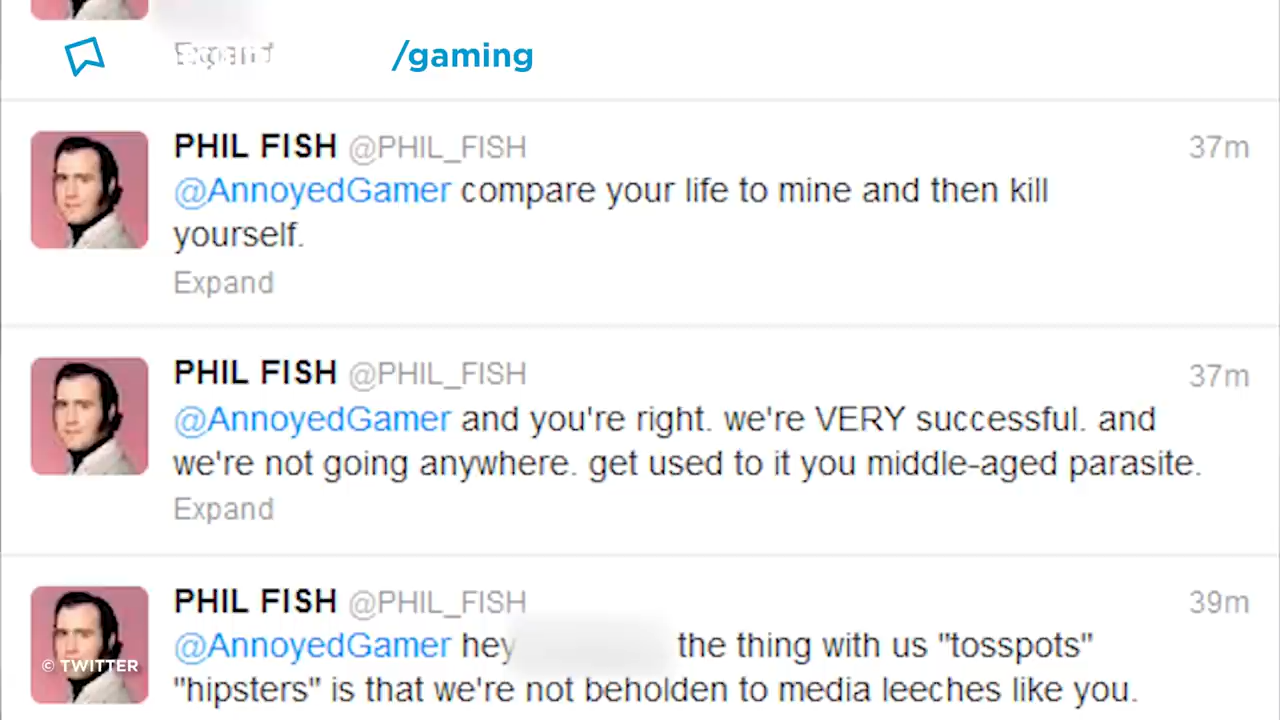 Expand
/gaming
PHIL FISH @PHIL_FISH 37m
@AnnoyedGamer compare your life to mine and then kill
yourself.
Expand
PHIL FISH @PHIL_FISH 37m
@AnnoyedGamer and you're right. we're VERY successful. and
we're not going anywhere. get used to it you middle-aged parasite.
Expand
PHIL FISH @PHIL_FISH 39m
@AnnoyedGamer hey the thing with us "tosspots"
© TWITTER
"hipsters" is that we're not beholden to media leeches like you.